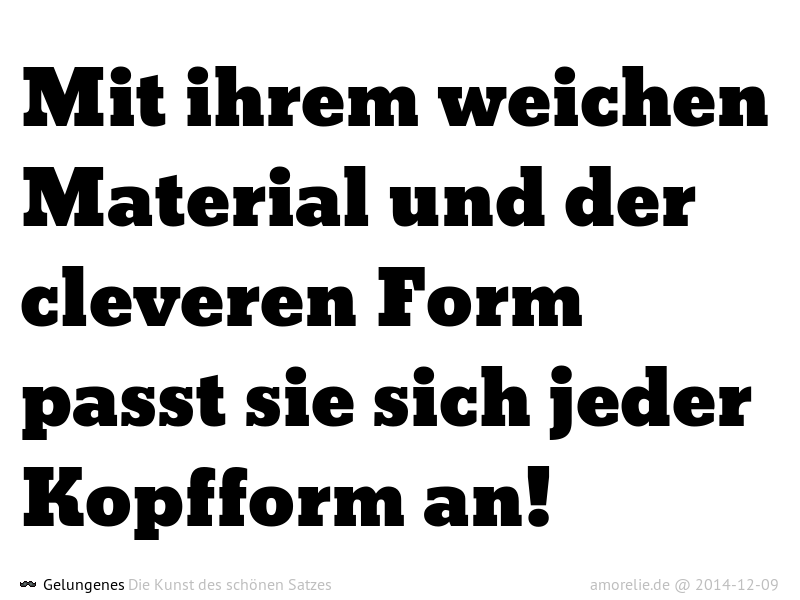 Mit ihrem weichen
Material und der
cleveren Form
passt sie sich jeder
Kopfform an!
Gelungenes Die Kunst des schönen Satzes
amorelie.de @ 2014-12-09